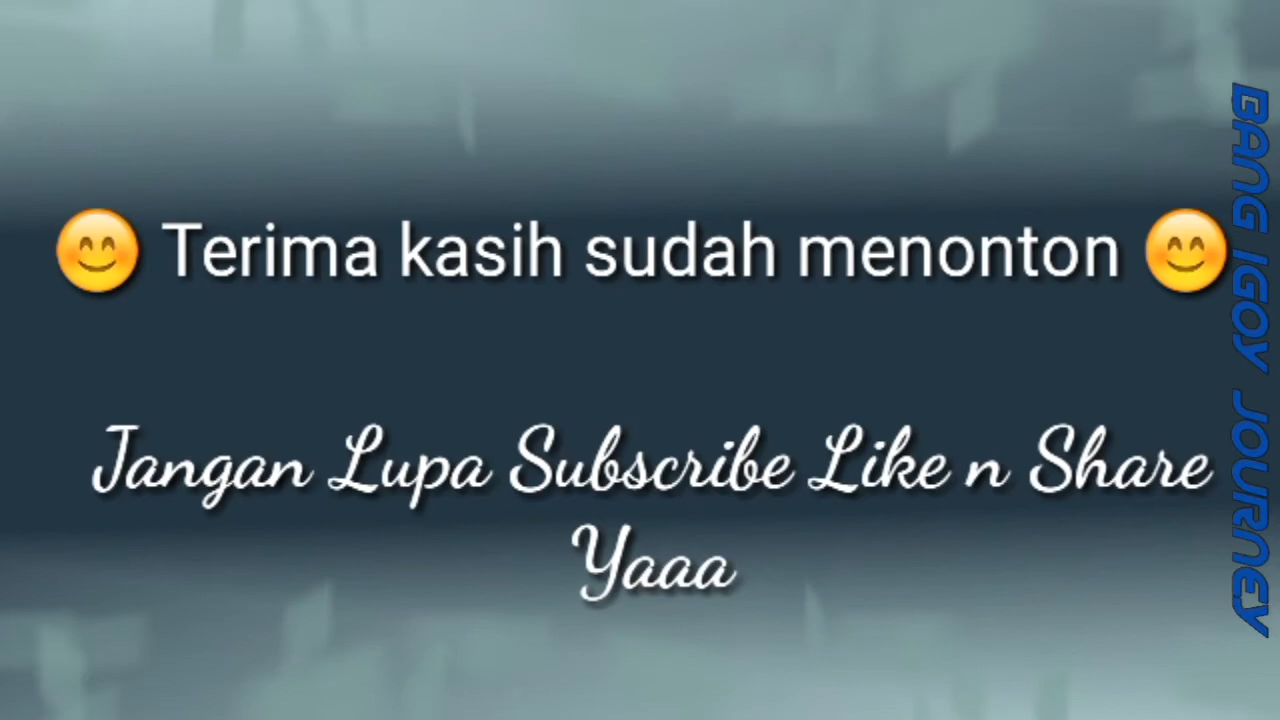 😊 Terima kasih sudah menonton 😊
Jangan Lupa Subscribe Like n Share
Yaaa
BANG IGOY JOURNEY